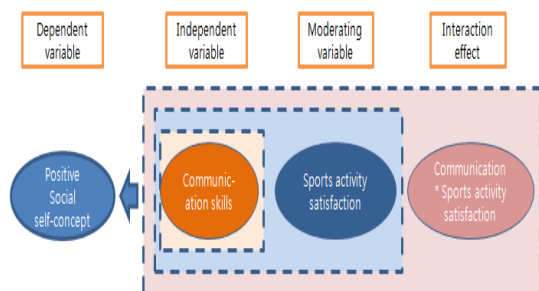 Dependent
variable
Independent
variable
Moderating
variable
Interaction
effect
Positive
Social
self-concept
Communic-
ation skills
Sports activity
satisfaction
Communication
* Sports activity
satisfaction